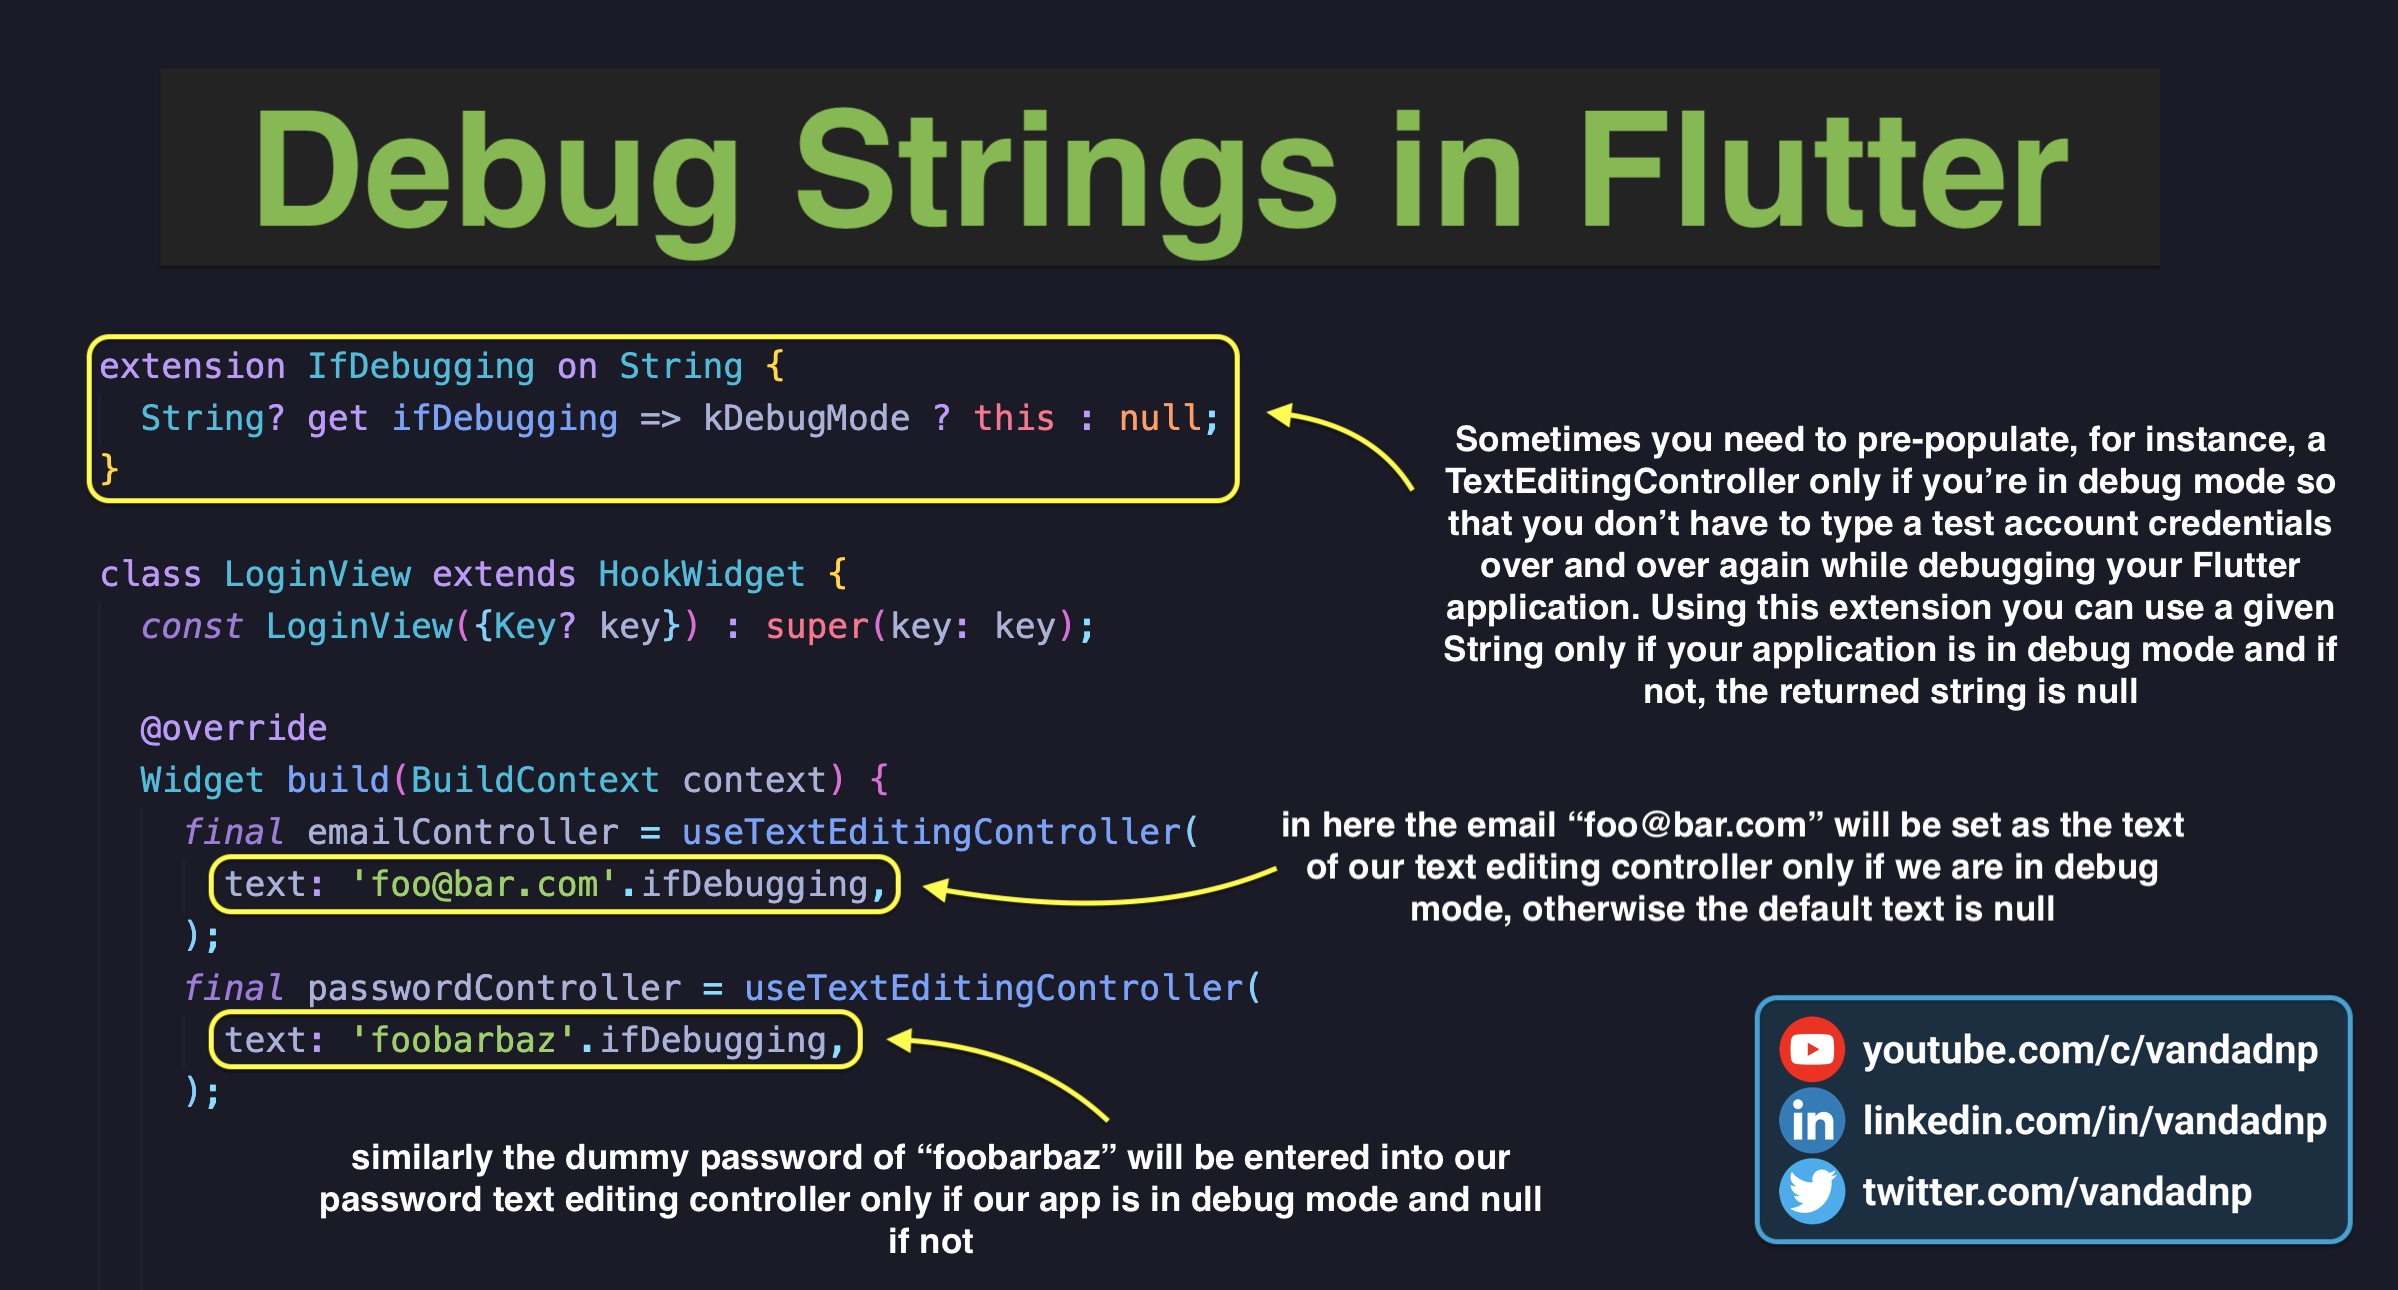 Debug Strings in Flutter
extension IfDebugging on String {
  String? get ifDebugging => kDebugMode ? this : null;
}
Sometimes you need to pre-populate, for instance, a
TextEditingController only if you’re in debug mode so
that you don’t have to type a test account credentials
over and over again while debugging your Flutter
application. Using this extension you can use a given
String only if your application is in debug mode and if
not, the returned string is null
class LoginView extends HookWidget {
  const LoginView({Key? key}) : super(key: key);
  @override
  Widget build(BuildContext context) {
    final emailController = useTextEditingController(
      text: 'foo@bar.com'.ifDebugging,
    );
in here the email “foo@bar.com” will be set as the text
of our text editing controller only if we are in debug
mode, otherwise the default text is null
    final passwordController = useTextEditingController(
      text: 'foobarbaz'.ifDebugging,
    );
similarly the dummy password of “foobarbaz” will be entered into our
password text editing controller only if our app is in debug mode and null
if not
youtube.com/c/vandadnp
linkedin.com/in/vandadnp
twitter.com/vandadnp